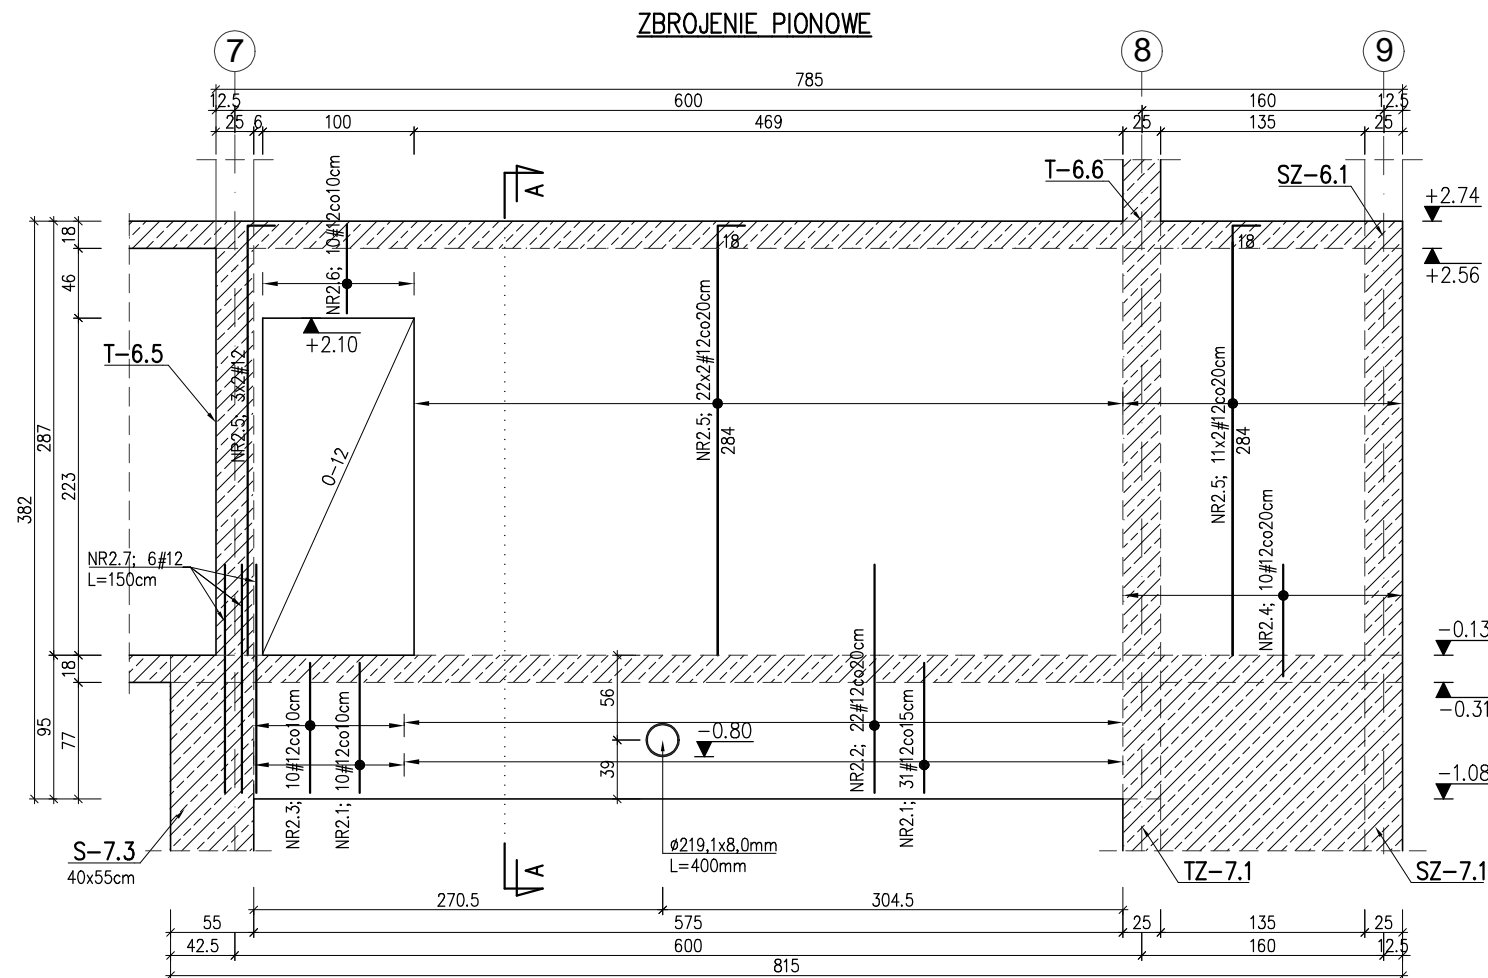 ZBROJENIE PIONOWE
7
8
9
785
12.5
600
160
12.5
25
6
100
469
25
135
25
T-6.6
SZ-6.1
A
+2.74
+2.56
18
46
287
223
382
18
95
77
NR2.6; 10#12co10cm
+2.10
T-6.5
NR2.5; 3x2#12
O-12
18
NR2.5; 22x2#12co20cm
284
18
NR2.5; 11x2#12co20cm
284
NR2.4; 10#12co20cm
NR2.7; 6#12
L=150cm
-0.13
-0.31
-1.08
NR2.3; 10#12co10cm
NR2.1; 10#12co10cm
56
39
-0.80
NR2.2; 22#12co20cm
NR2.1; 31#12co15cm
S-7.3
40x55cm
A
ø219,1x8,0mm
L=400mm
TZ-7.1
SZ-7.1
270.5
304.5
55
575
25
135
25
42.5
600
160
12.5
815